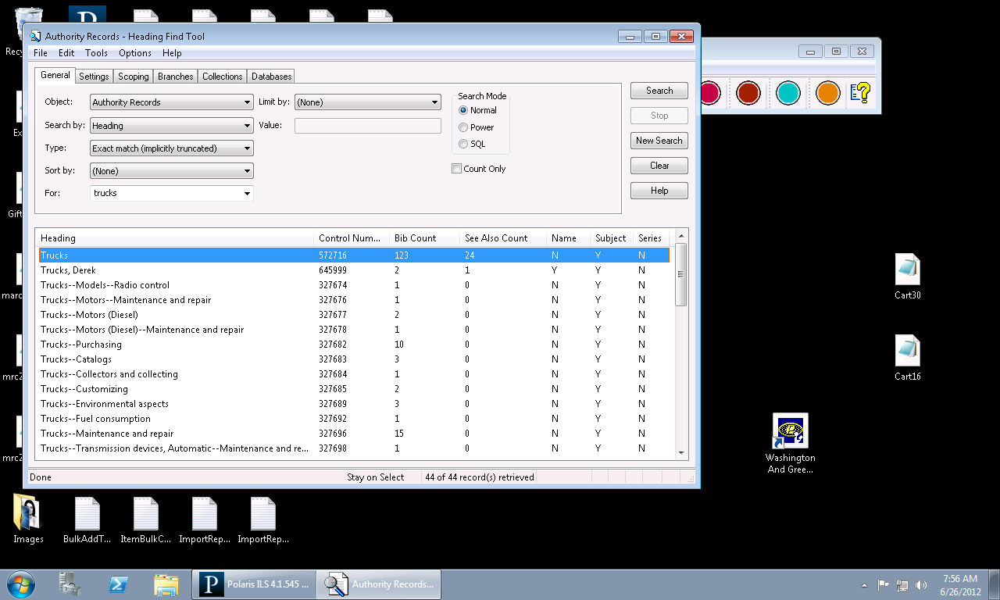 Authority Records - Heading Find Tool
File Edit Tools Options Help
General Settings Scoping Branches Collections Databases
Object: Authority Records Limit by: (None) Search Mode Search
Normal
Search by: Heading Value: Power Stop
Type: Exact match (implicitly truncated) SQL New Search
Sort by: (None) Count Only Clear
For: trucks Help
Heading Control Num... Bib Count See Also Count Name Subject Series
Trucks 572716 123 24 N Y N
Trucks, Derek 645999 2 1 Y Y N
Trucks--Models--Radio control 327674 1 0 N Y N
Trucks--Motors--Maintenance and repair 327676 1 0 N Y N
Trucks--Motors (Diesel) 327677 2 0 N Y N
Trucks--Motors (Diesel)--Maintenance and repair 327678 1 0 N Y N
Trucks--Purchasing 327682 10 0 N Y N
Trucks--Catalogs 327683 3 0 N Y N
Trucks--Collectors and collecting 327684 1 0 N Y N
Trucks--Customizing 327685 2 0 N Y N
Trucks--Environmental aspects 327689 3 0 N Y N
Trucks--Fuel consumption 327692 1 0 N Y N
Trucks--Maintenance and repair 327696 15 0 N Y N
Trucks--Transmission devices, Automatic--Maintenance and re... 327698 1 0 N Y N
Done Stay on Select 44 of 44 record(s) retrieved
Cart30
Cart16
Washington
And Gree...
Images BulkAddT... ItemBulkC... ImportRep... ImportRep...
P Polaris ILS 4.1.545 ... Authority Records... 7:56 AM
6/26/2012